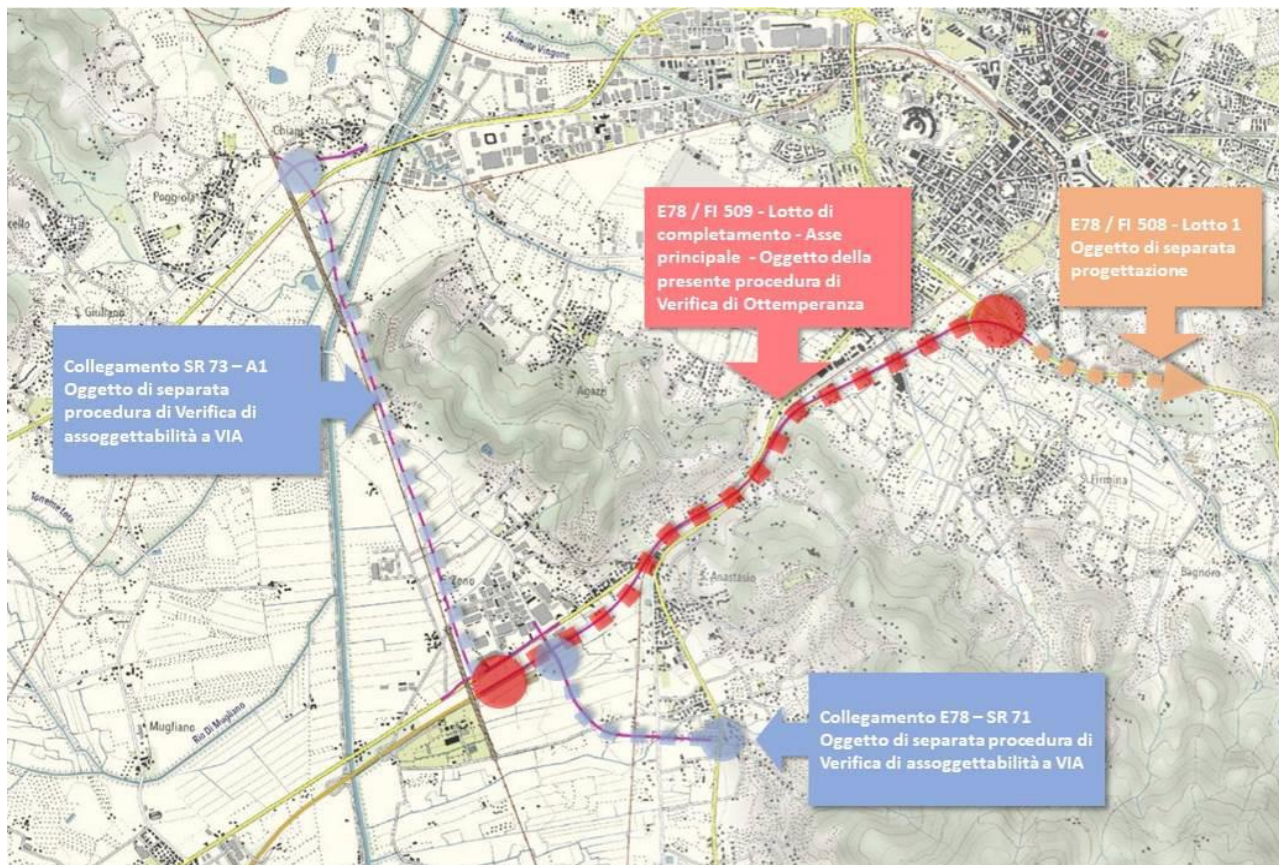 Torrente Vingone
Chiani
Poggiola
S. Giuliano
E78 / FI 509 - Lotto di
completamento - Asse
principale - Oggetto della
presente procedura di
Verifica di Ottemperanza
E78 / FI 508 - Lotto 1
Oggetto di separata
progettazione
Collegamento SR 73 – A1
Oggetto di separata
procedura di Verifica di
assoggettabilità a VIA
Agazzi
S. Firmina
Bagnoro
S. Anastasio
S. Zeno
Mugliano
Rio Di Mugliano
Collegamento E78 – SR 71
Oggetto di separata procedura di
Verifica di assoggettabilità a VIA